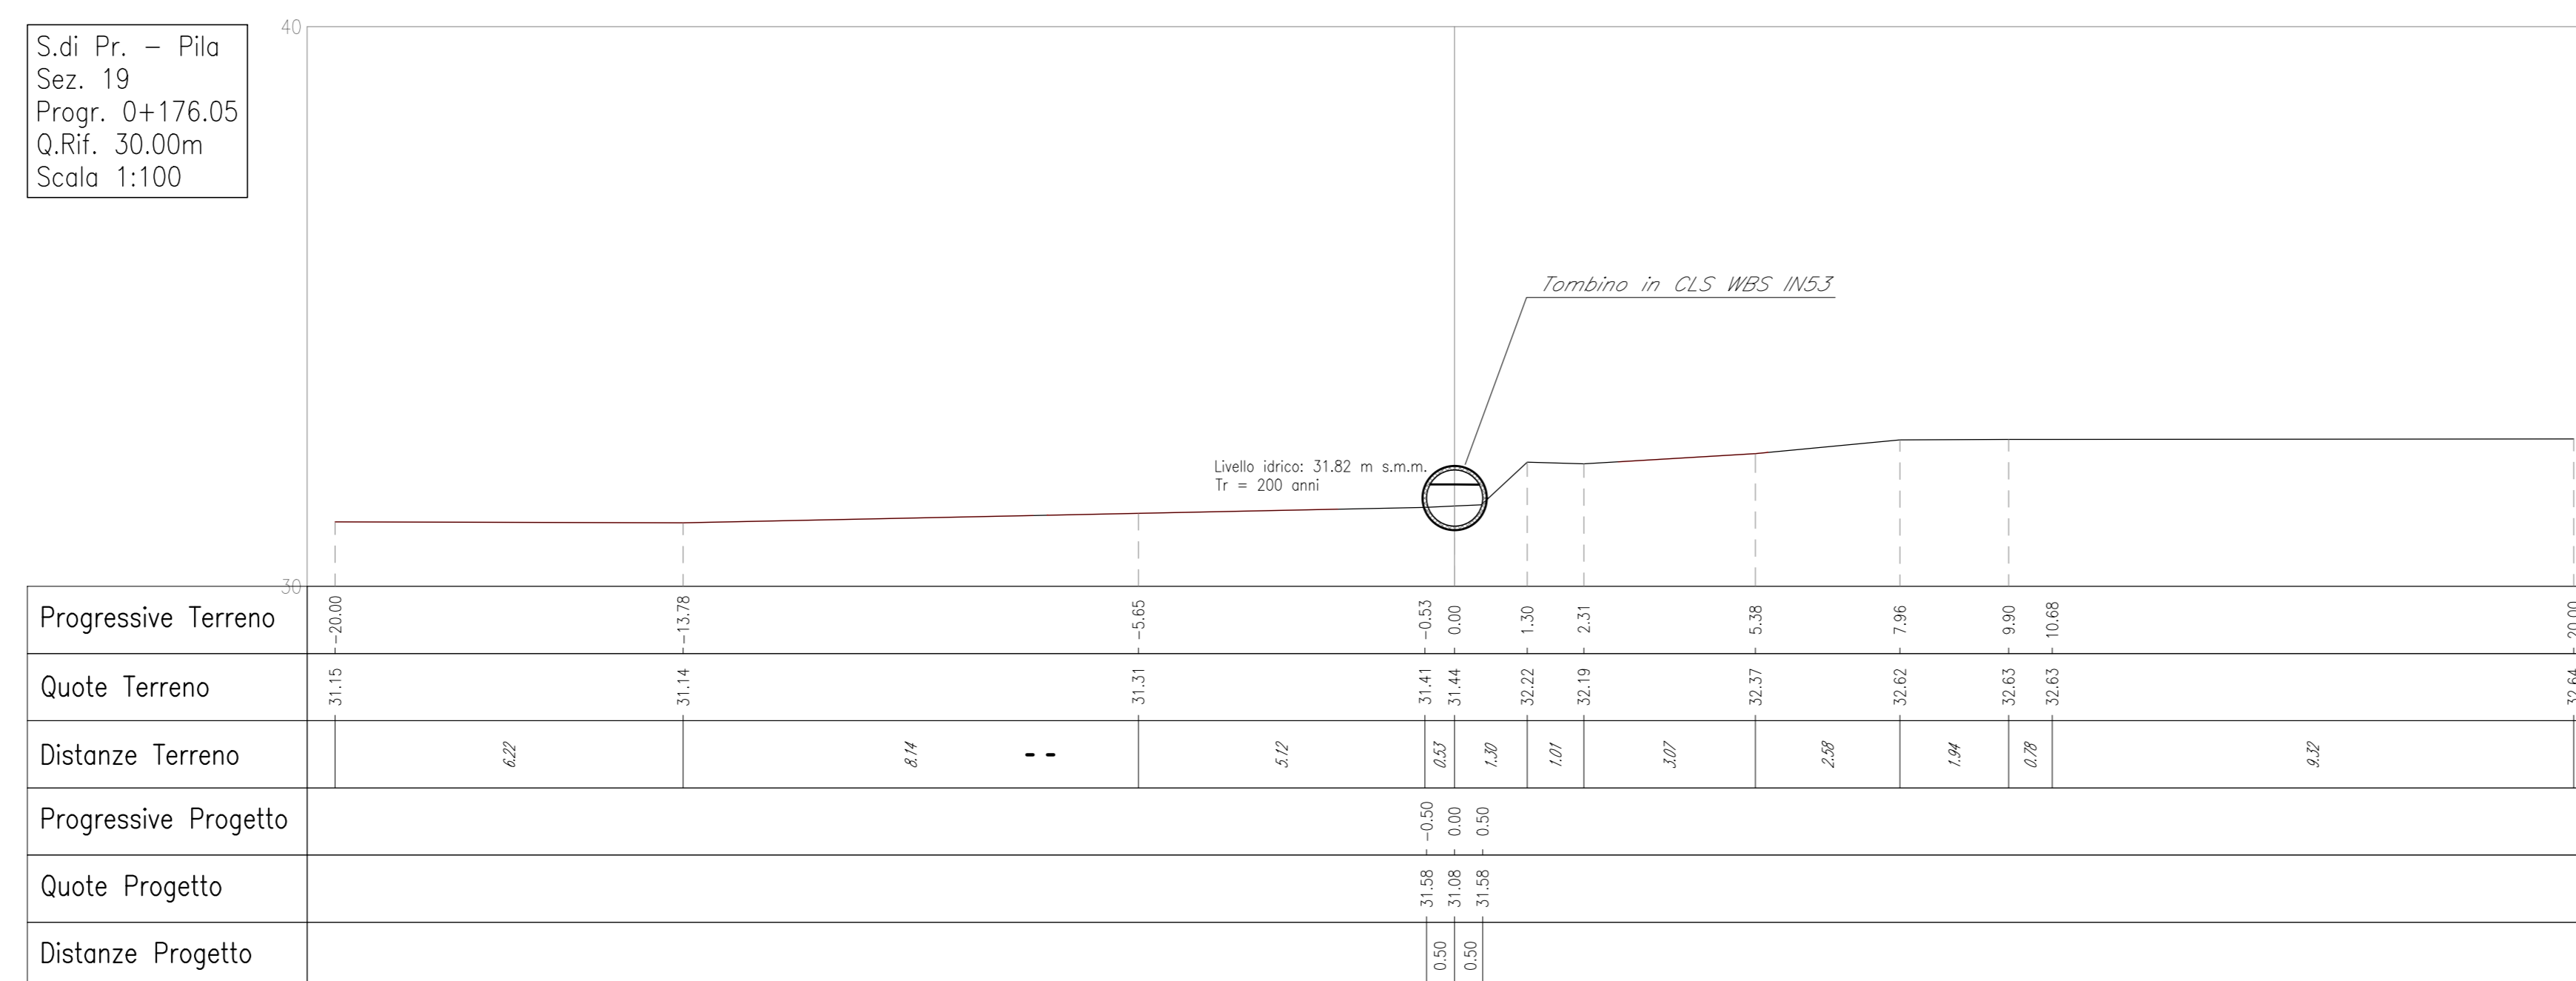 S.di Pr. - Pila
Sez. 19
Progr. 0+176.05
Q.Rif. 30.00m
Scala 1:100
40
Tombino in CLS WBS IN53
Livello idrico: 31.82 m s.m.m.
Tr = 200 anni
30
Progressive Terreno -20.00 -13.78 -5.65 -0.53 0.00 1.30 2.31 5.38 7.96 9.90 10.68 20.00
Quote Terreno 31.15 31.14 31.31 31.41 31.44 32.22 32.19 32.37 32.62 32.63 32.63 32.64
Distanze Terreno 6.22 8.14 -- 5.12 0.53 1.30 1.01 3.07 2.58 1.94 0.78 9.32
Progressive Progetto -0.50 0.00 0.50
Quote Progetto 31.58 31.08 31.58
Distanze Progetto 0.50 0.50